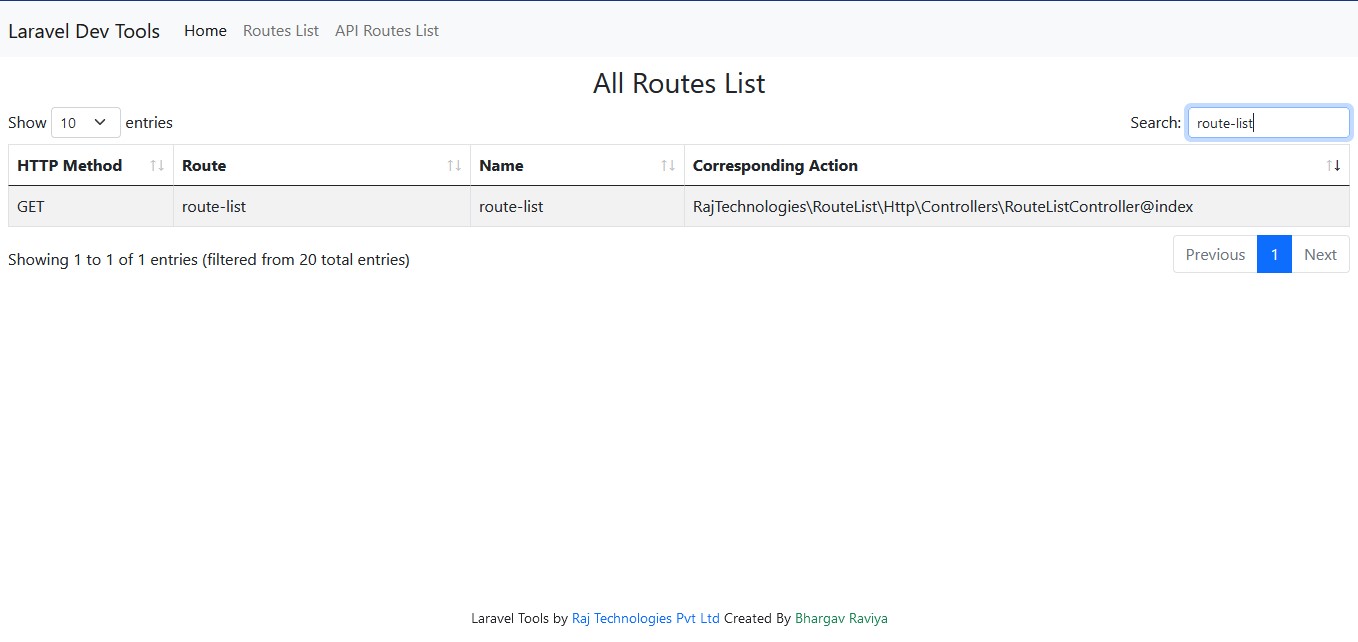 Laravel Dev Tools Home Routes List API Routes List
All Routes List
Show 10 entries Search: route-list
HTTP Method Route Name Corresponding Action
GET route-list route-list RajTechnologies\RouteList\Http\Controllers\RouteListController@index
Showing 1 to 1 of 1 entries (filtered from 20 total entries) Previous 1 Next
Laravel Tools by Raj Technologies Pvt Ltd Created By Bhargav Raviya